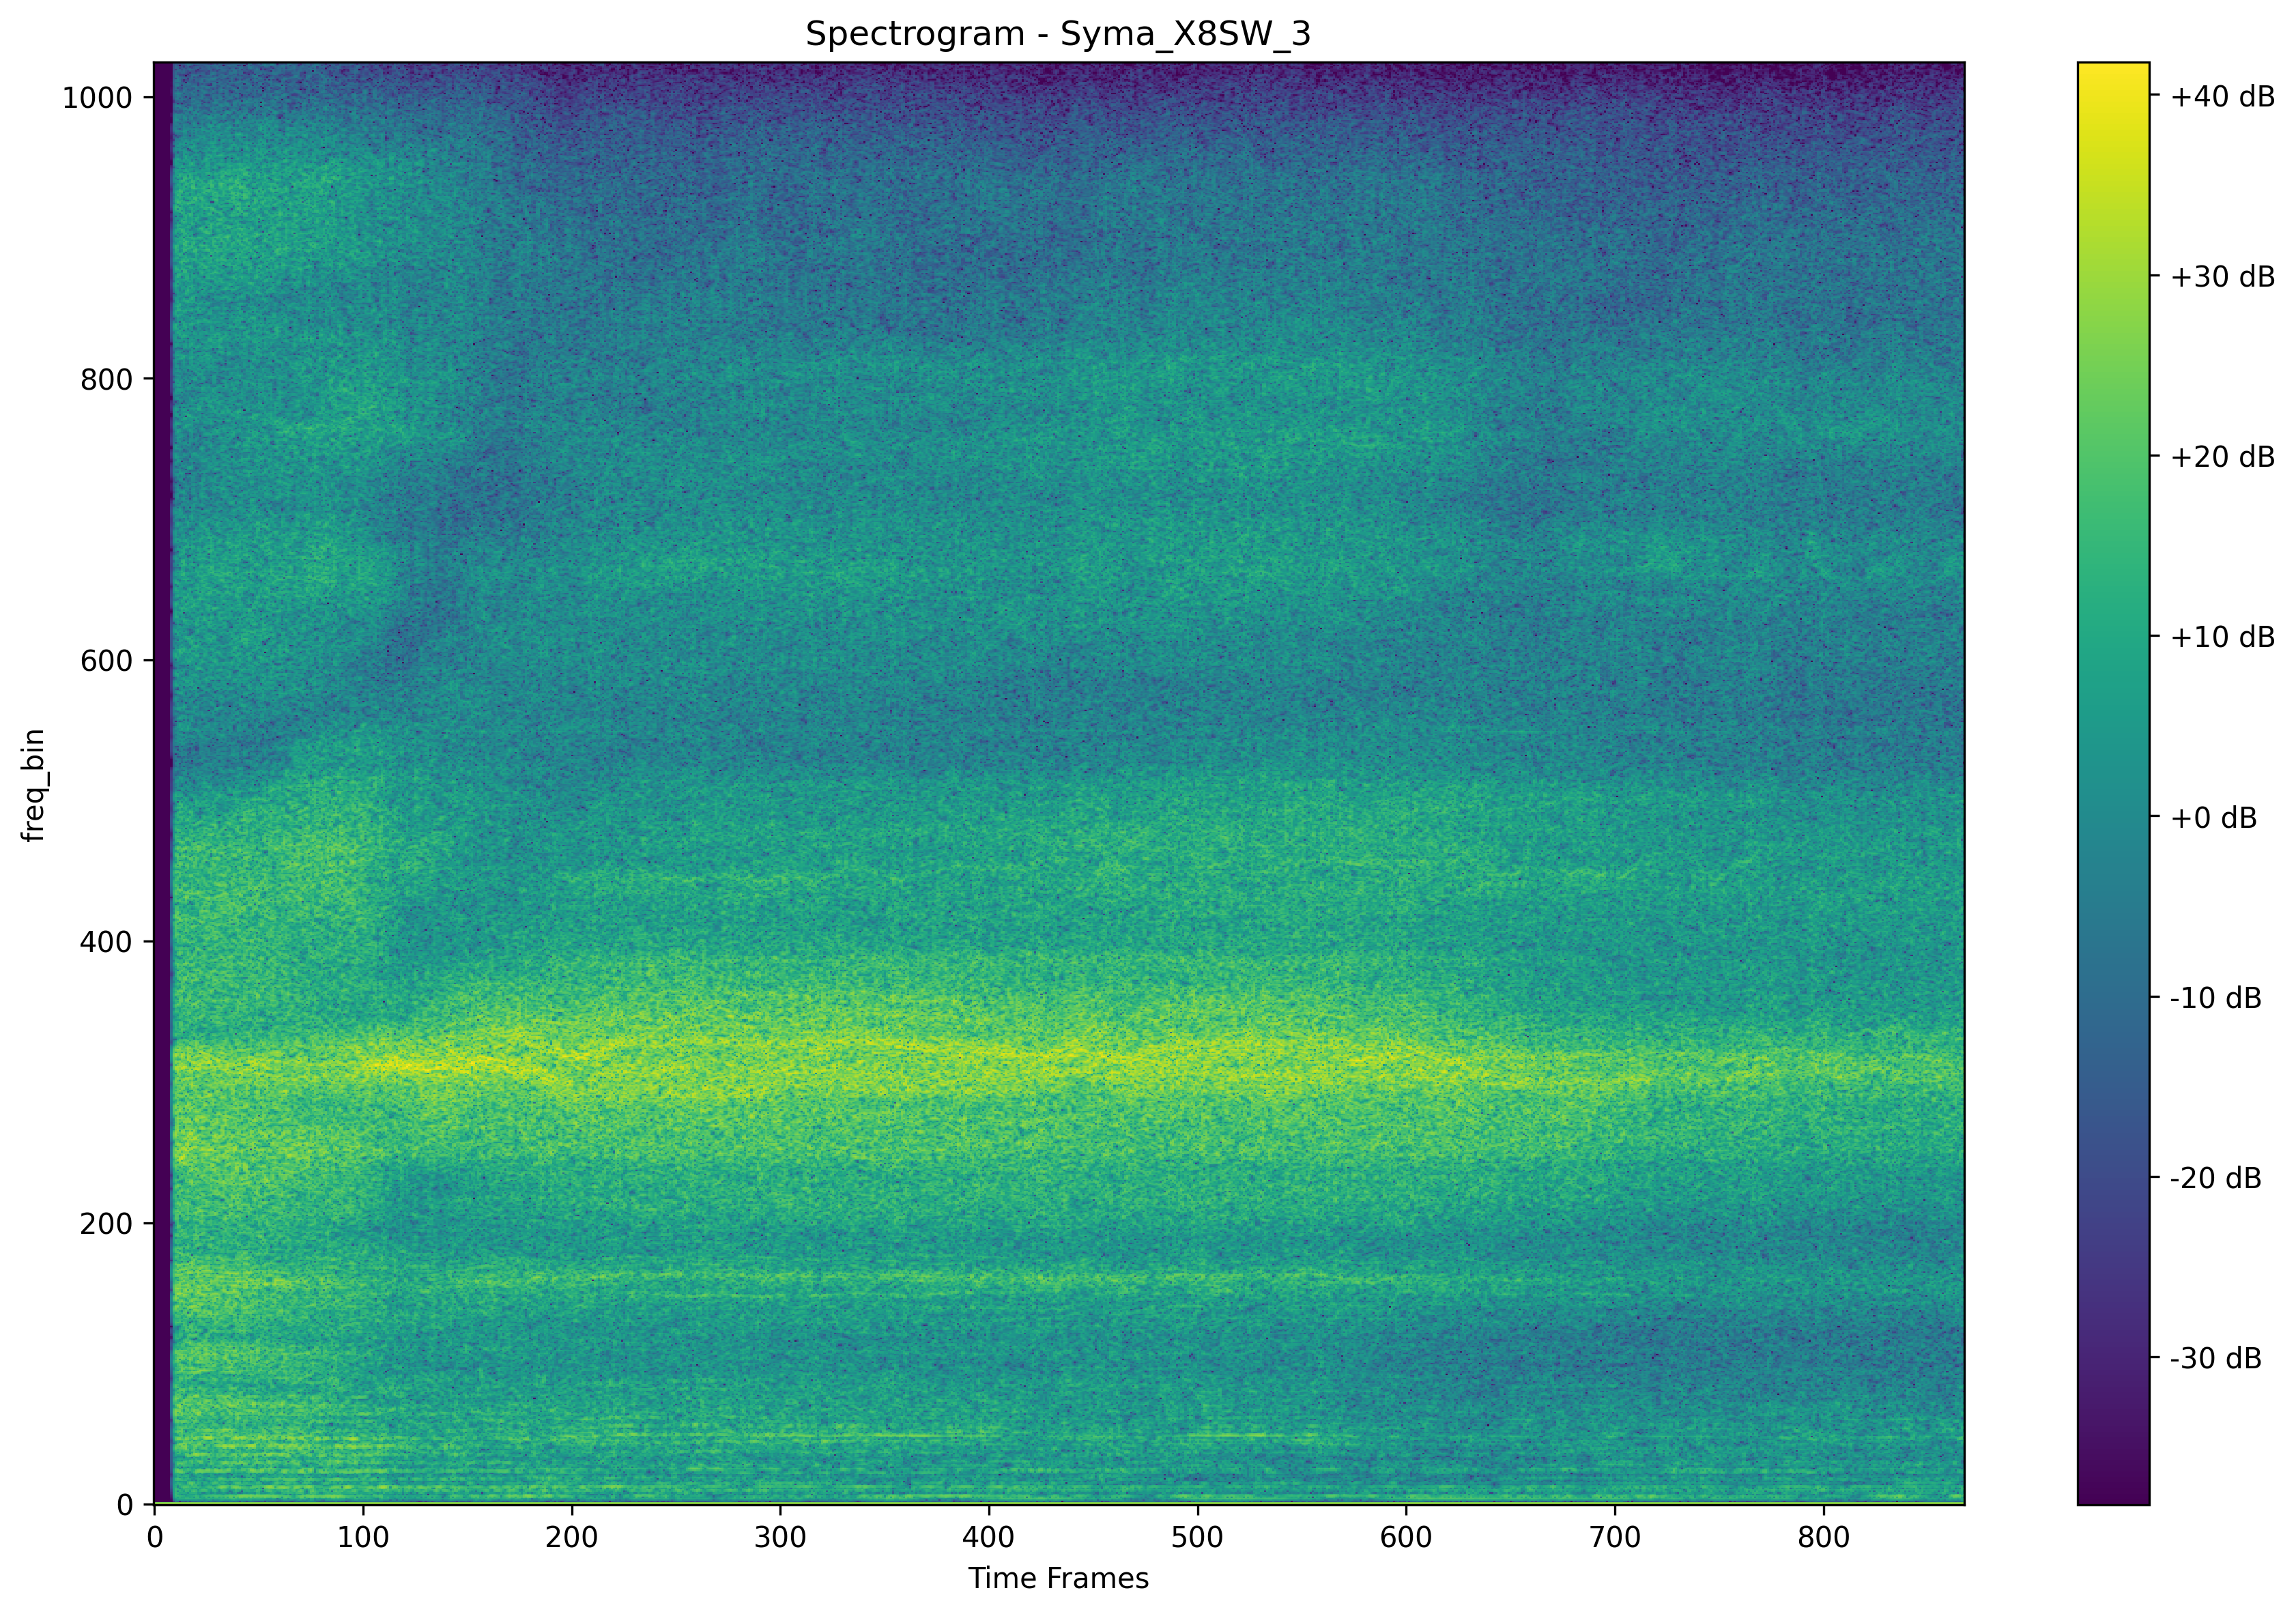 Spectrogram - Syma_X8SW_3
freq_bin
1000
800
600
400
200
0
0 100 200 300 400 500 600 700 800
Time Frames
+40 dB
+30 dB
+20 dB
+10 dB
+0 dB
-10 dB
-20 dB
-30 dB